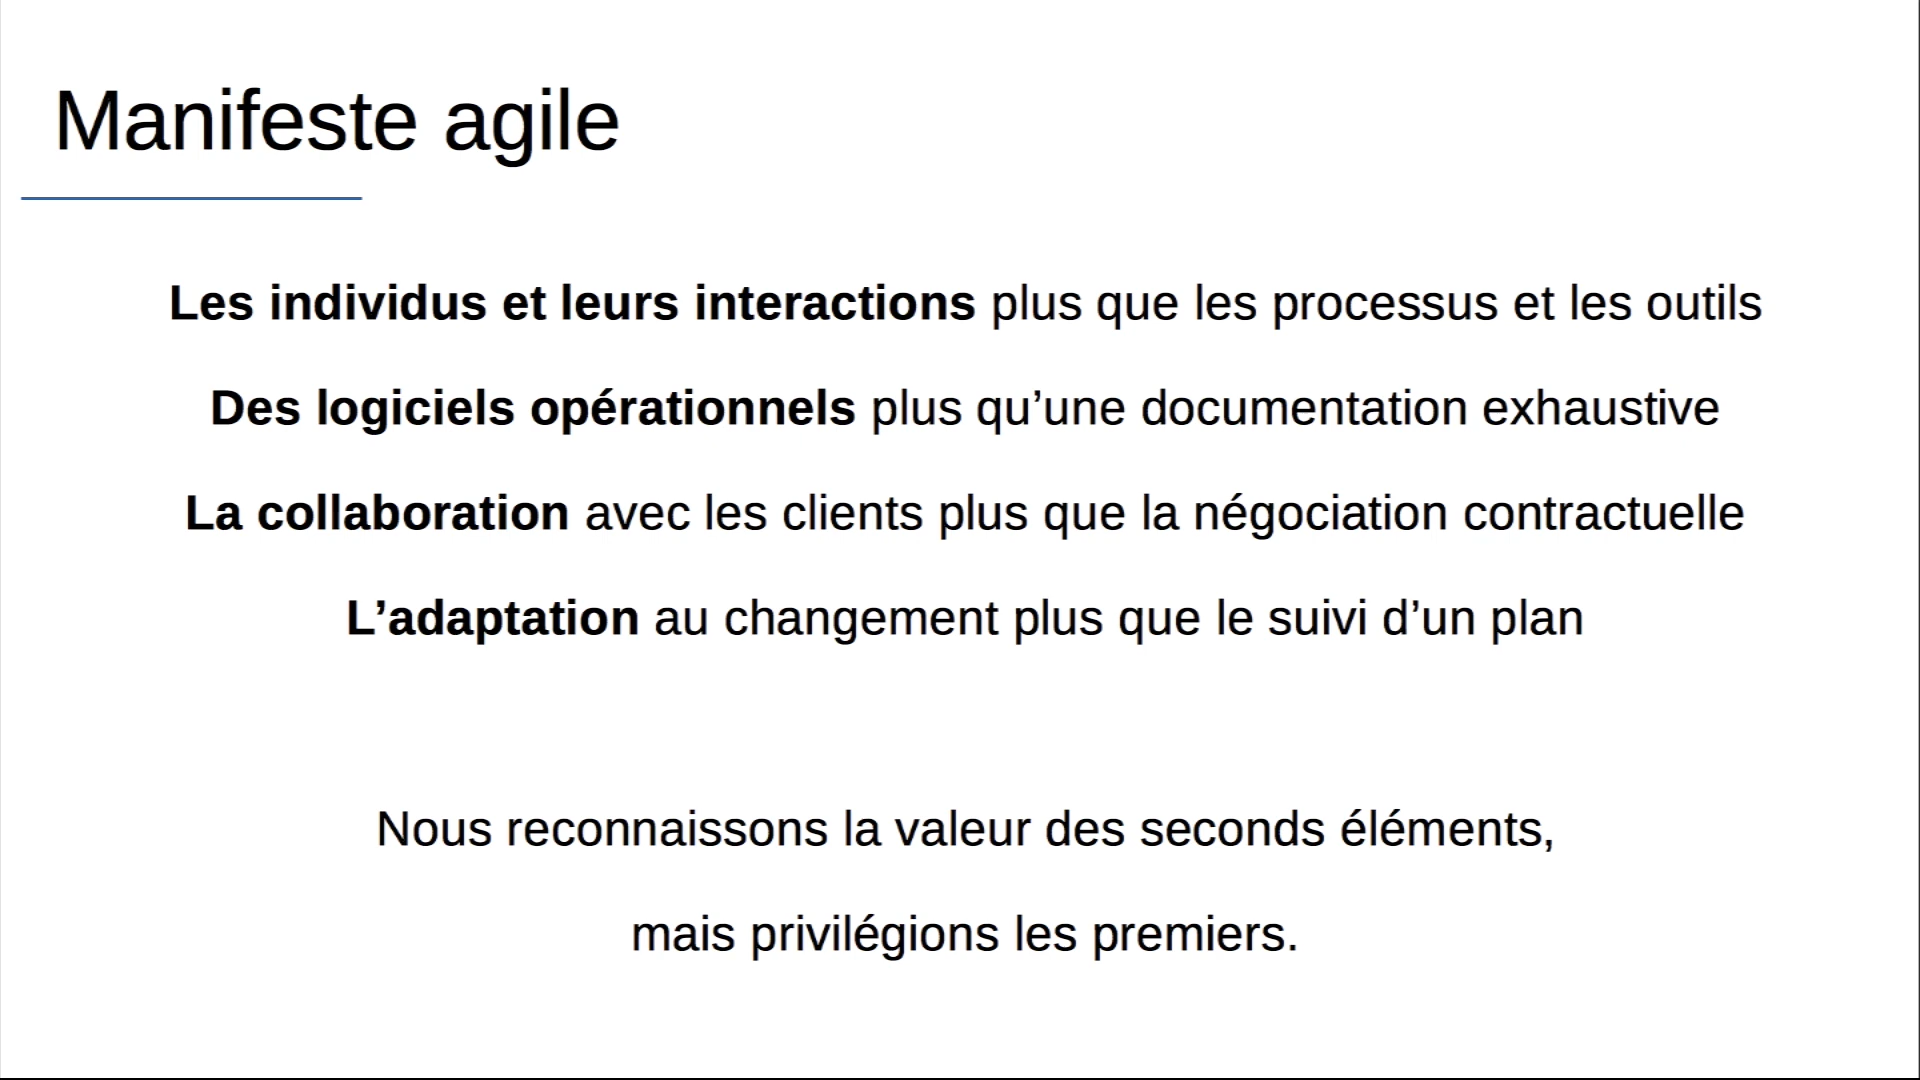 Manifeste agile
Les individus et leurs interactions plus que les processus et les outils
Des logiciels opérationnels plus qu’une documentation exhaustive
La collaboration avec les clients plus que la négociation contractuelle
L’adaptation au changement plus que le suivi d’un plan
Nous reconnaissons la valeur des seconds éléments,
mais privilégions les premiers.